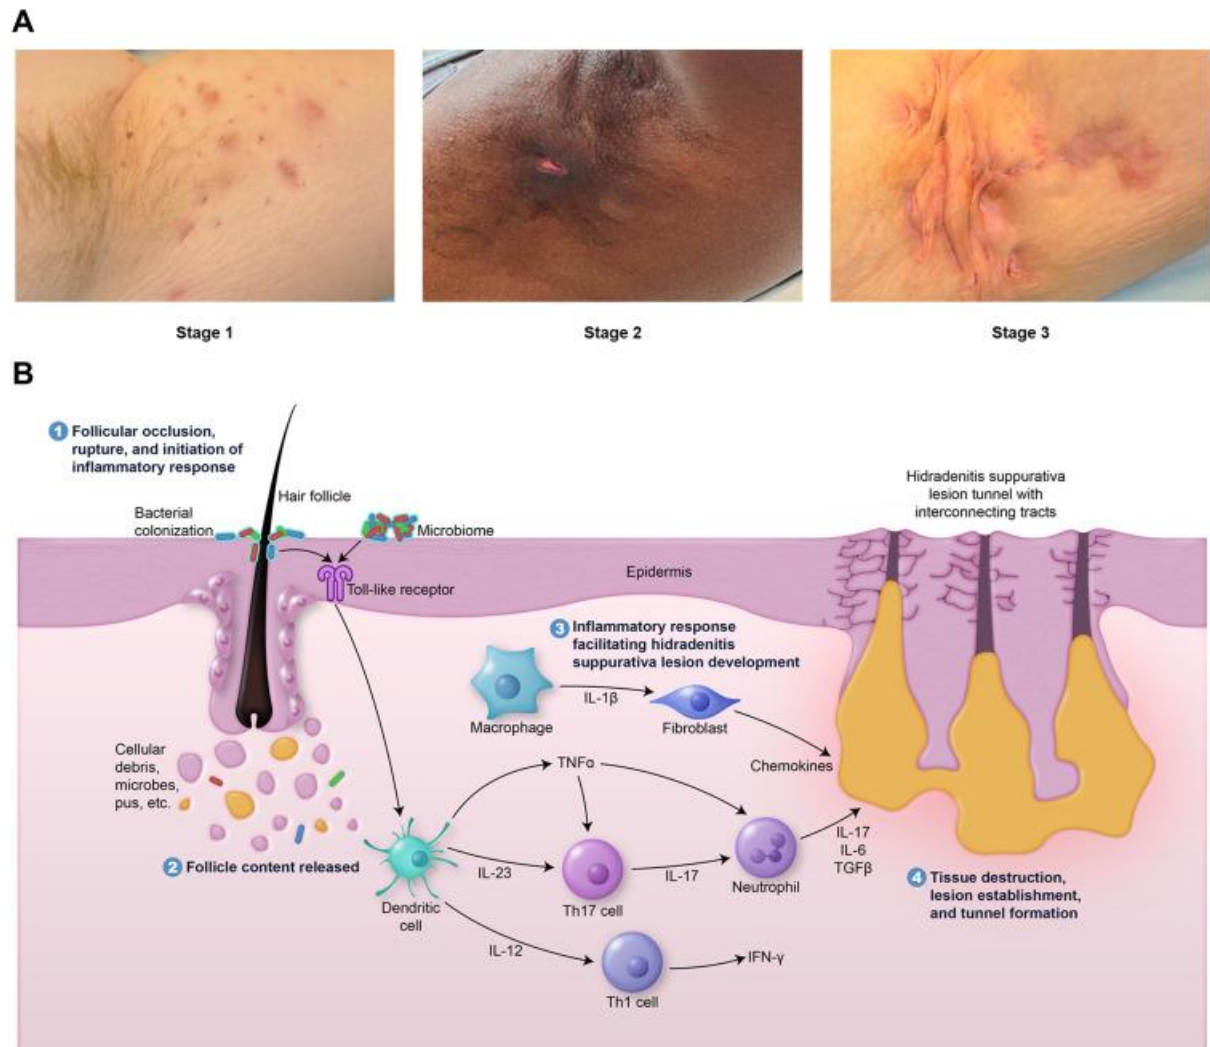 A
Stage 1
Stage 2
Stage 3
B
1 Follicular occlusion,
rupture, and initiation of
inflammatory response
Hair follicle
Bacterial
colonization
Microbiome
Toll-like receptor
Epidermis
Hidradenitis suppurativa
lesion tunnel with
interconnecting tracts
3 Inflammatory response
facilitating hidradenitis
suppurativa lesion development
Macrophage
IL-1β
Fibroblast
Chemokines
Cellular
debris,
microbes,
pus, etc.
2 Follicle content released
TNFα
Dendritic
cell
IL-23
Th17 cell
IL-17
Neutrophil
IL-17
IL-6
TGFβ
IL-12
Th1 cell
IFN-γ
4 Tissue destruction,
lesion establishment,
and tunnel formation